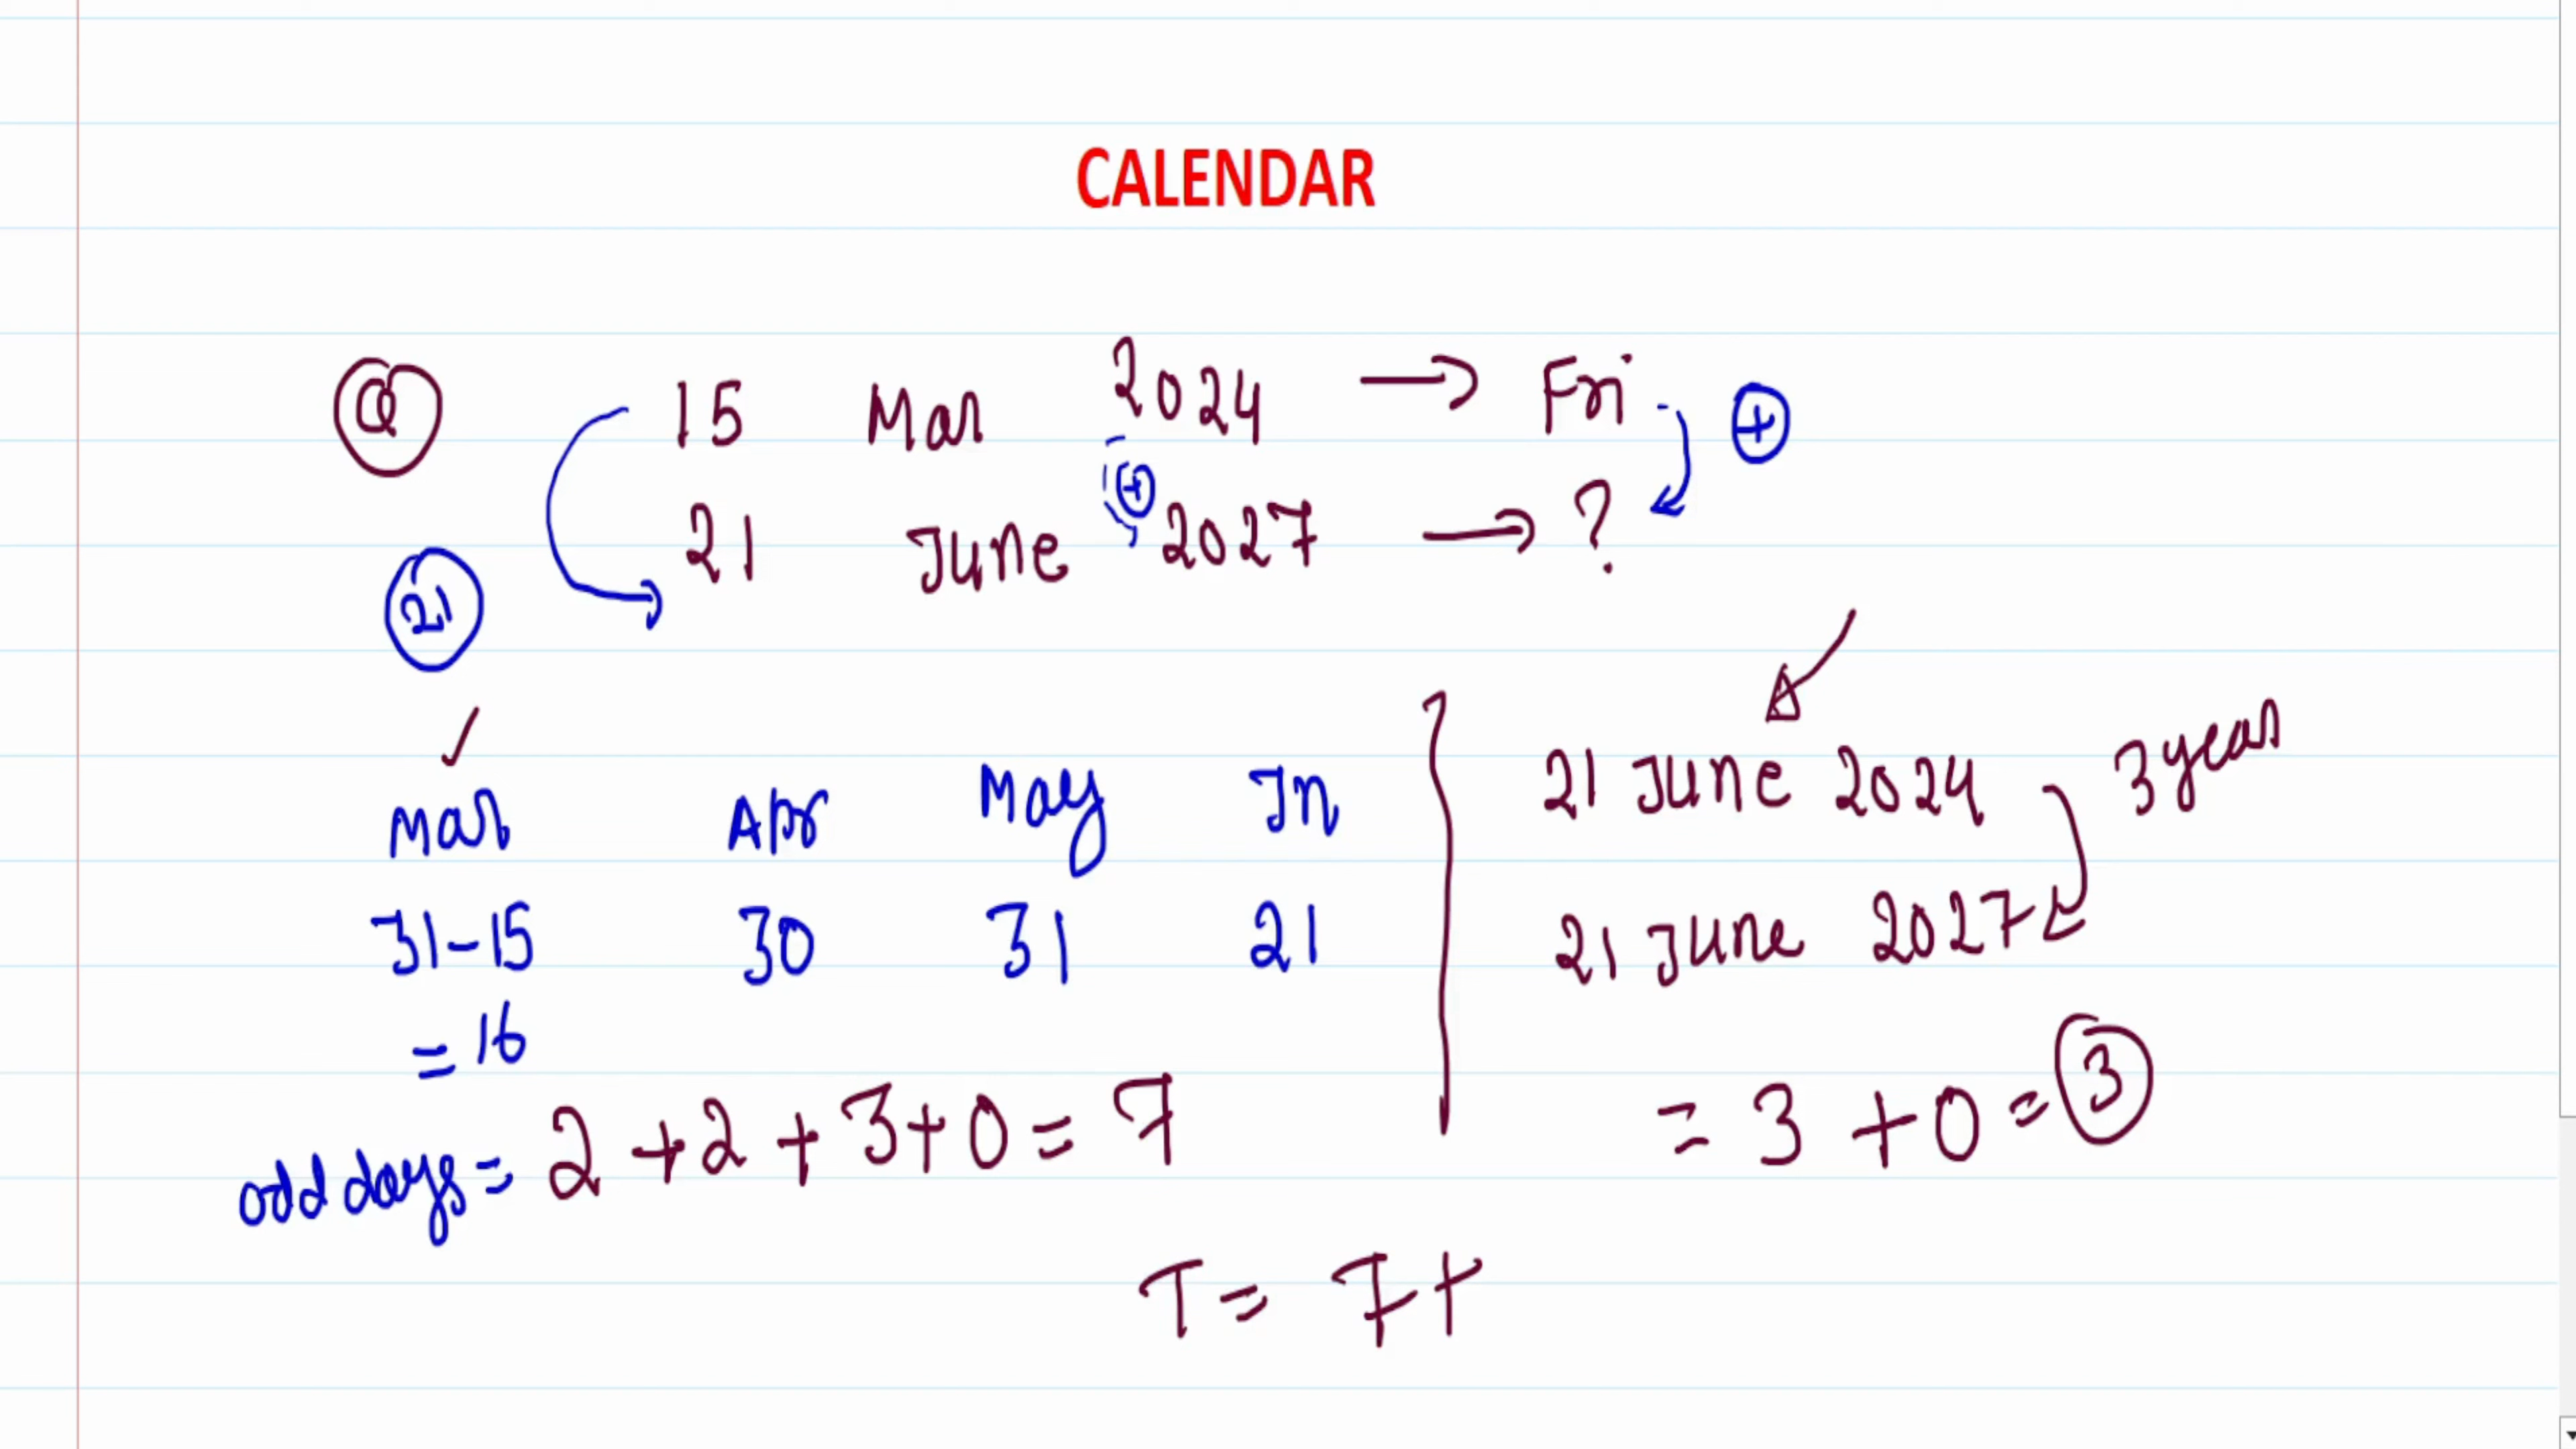 CALENDAR
Q 15 Mar 2024 → Fri +
+
21 June 2027 → ?
21
Mar Apr May Jn
31-15 30 31 21
= 16
odd days = 2 + 2 + 3 + 0 = 7
21 June 2024 3 year
21 June 2027
= 3 + 0 = 3
T = 7+